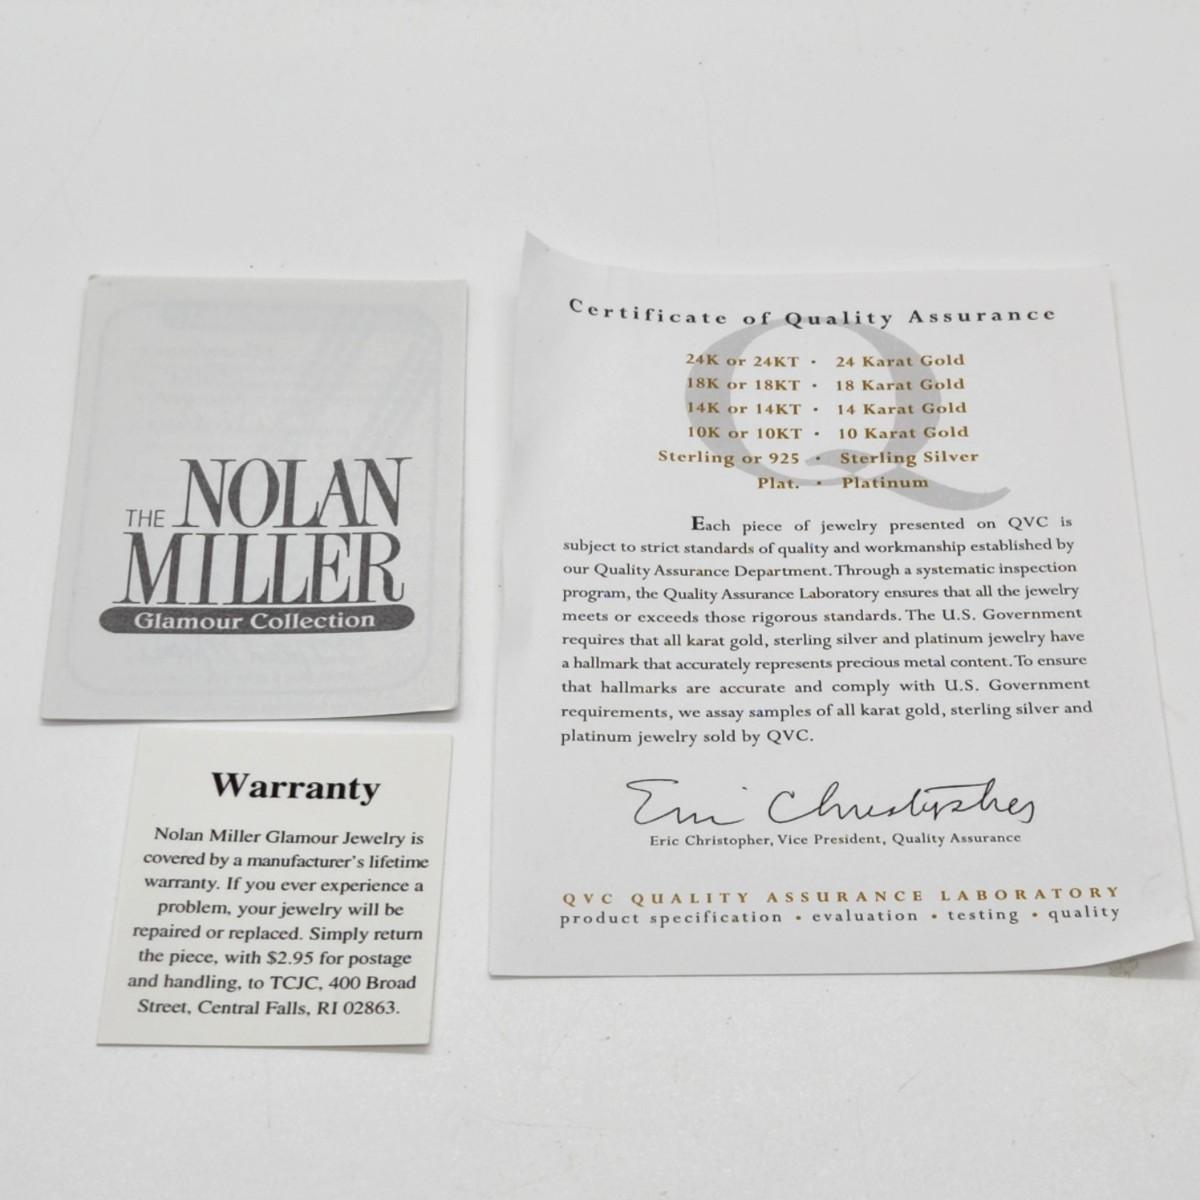 THE NOLAN
MILLER
Glamour Collection
Warranty
Nolan Miller Glamour Jewelry is
covered by a manufacturer's lifetime
warranty. If you ever experience a
problem, your jewelry will be
repaired or replaced. Simply return
the piece, with $2.95 for postage
and handling, to TCJC, 400 Broad
Street, Central Falls, RI 02863.
Certificate of Quality Assurance
24K or 24KT • 24 Karat Gold
18K or 18KT • 18 Karat Gold
14K or 14KT • 14 Karat Gold
10K or 10KT • 10 Karat Gold
Sterling or 925 • Sterling Silver
Plat. • Platinum
Each piece of jewelry presented on QVC is
subject to strict standards of quality and workmanship established by
our Quality Assurance Department. Through a systematic inspection
program, the Quality Assurance Laboratory ensures that all the jewelry
meets or exceeds those rigorous standards. The U.S. Government
requires that all karat gold, sterling silver and platinum jewelry have
a hallmark that accurately represents precious metal content. To ensure
that hallmarks are accurate and comply with U.S. Government
requirements, we assay samples of all karat gold, sterling silver and
platinum jewelry sold by QVC.
Eric Christopher
Eric Christopher, Vice President, Quality Assurance
QVC QUALITY ASSURANCE LABORATORY
product specification • evaluation • testing • quality